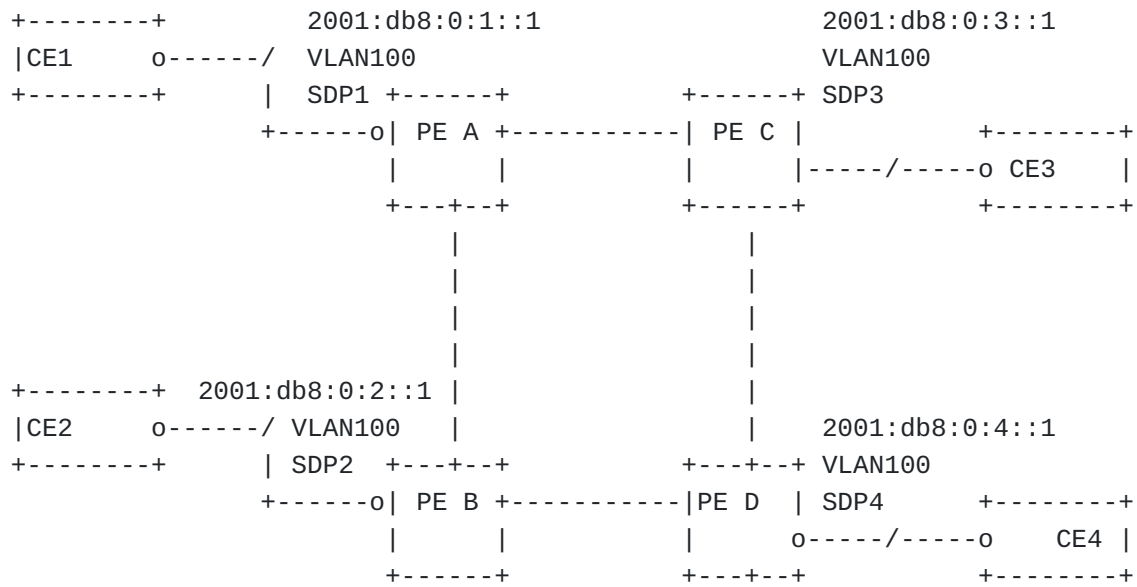 +--------+         2001:db8:0:1::1                       2001:db8:0:3::1
|CE1     o------/  VLAN100                               VLAN100
+--------+      |  SDP1 +------+            +------+ SDP3
                +------o| PE A +-----------| PE C |            +--------+
                        |      |           |      |-----/-----o CE3    |
                        +---+--+           +------+            +--------+
                            |                  |
                            |                  |
                            |                  |
                            |                  |
+--------+  2001:db8:0:2::1 |                  |
|CE2     o------/ VLAN100   |                  |    2001:db8:0:4::1
+--------+      | SDP2  +---+--+           +---+--+ VLAN100
                +------o| PE B +-----------|PE D  | SDP4       +--------+
                        |      |           |      o-----/-----o    CE4 |
                        +------+           +---+--+            +--------+